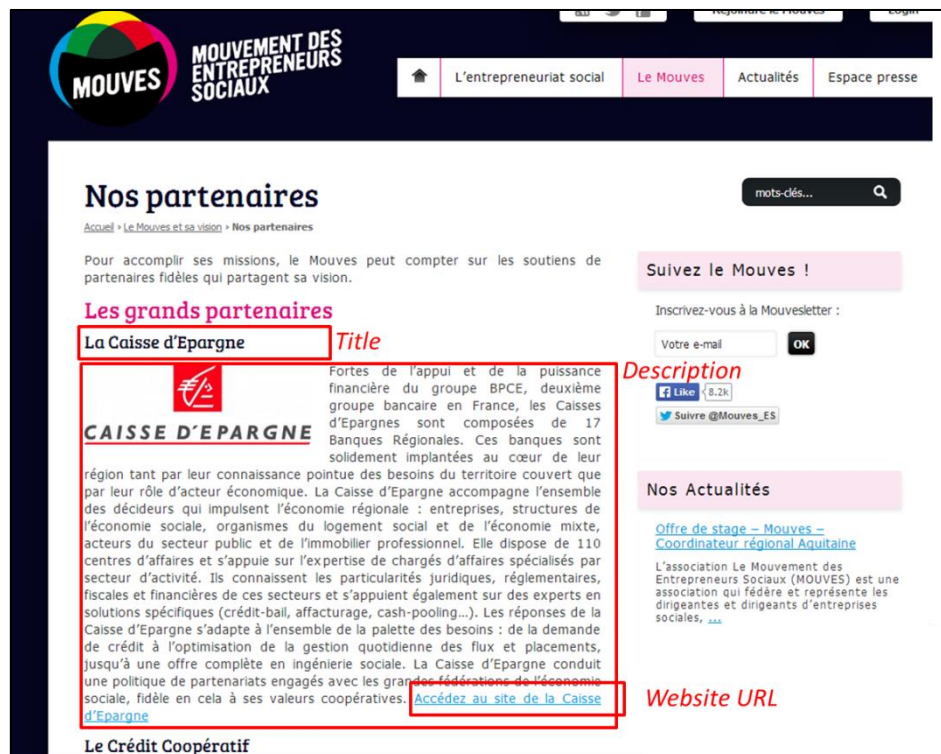 Rejoindre le Mouves
Login
MOUVES
MOUVEMENT DES
ENTREPRENEURS
SOCIAUX
L'entrepreneuriat social
Le Mouves
Actualités
Espace presse
Nos partenaires
mots-clés...
Accueil › Le Mouves et sa vision › Nos partenaires
Pour accomplir ses missions, le Mouves peut compter sur les soutiens de
partenaires fidèles qui partagent sa vision.
Les grands partenaires
La Caisse d'Epargne
Title
CAISSE D'EPARGNE
Fortes de l'appui et de la puissance
financière du groupe BPCE, deuxième
groupe bancaire en France, les Caisses
d'Epargnes sont composées de 17
Banques Régionales. Ces banques sont
solidement implantées au cœur de leur
région tant par leur connaissance pointue des besoins du territoire couvert que
par leur rôle d'acteur économique. La Caisse d'Epargne accompagne l'ensemble
des décideurs qui impulsent l'économie régionale : entreprises, structures de
l'économie sociale, organismes du logement social et de l'économie mixte,
acteurs du secteur public et de l'immobilier professionnel. Elle dispose de 110
centres d'affaires et s'appuie sur l'expertise de chargés d'affaires spécialisés par
secteur d'activité. Ils connaissent les particularités juridiques, réglementaires,
fiscales et financières de ces secteurs et s'appuient également sur des experts en
solutions spécifiques (crédit-bail, affacturage, cash-pooling...). Les réponses de la
Caisse d'Epargne s'adapte à l'ensemble de la palette des besoins : de la demande
de crédit à l'optimisation de la gestion quotidienne des flux et placements,
jusqu'à une offre complète en ingénierie sociale. La Caisse d'Epargne conduit
une politique de partenariats engagés avec les grandes fédérations de l'économie
sociale, fidèle en cela à ses valeurs coopératives. Accédez au site de la Caisse
d'Epargne
Description
Website URL
Le Crédit Coopératif
Suivez le Mouves !
Inscrivez-vous à la Mouvesletter :
Votre e-mail
OK
Like
8.2k
Suivre @Mouves_ES
Nos Actualités
Offre de stage – Mouves –
Coordinateur régional Aquitaine
L'association Le Mouvement des
Entrepreneurs Sociaux (MOUVES) est une
association qui fédère et représente les
dirigeantes et dirigeants d'entreprises
sociales, ...